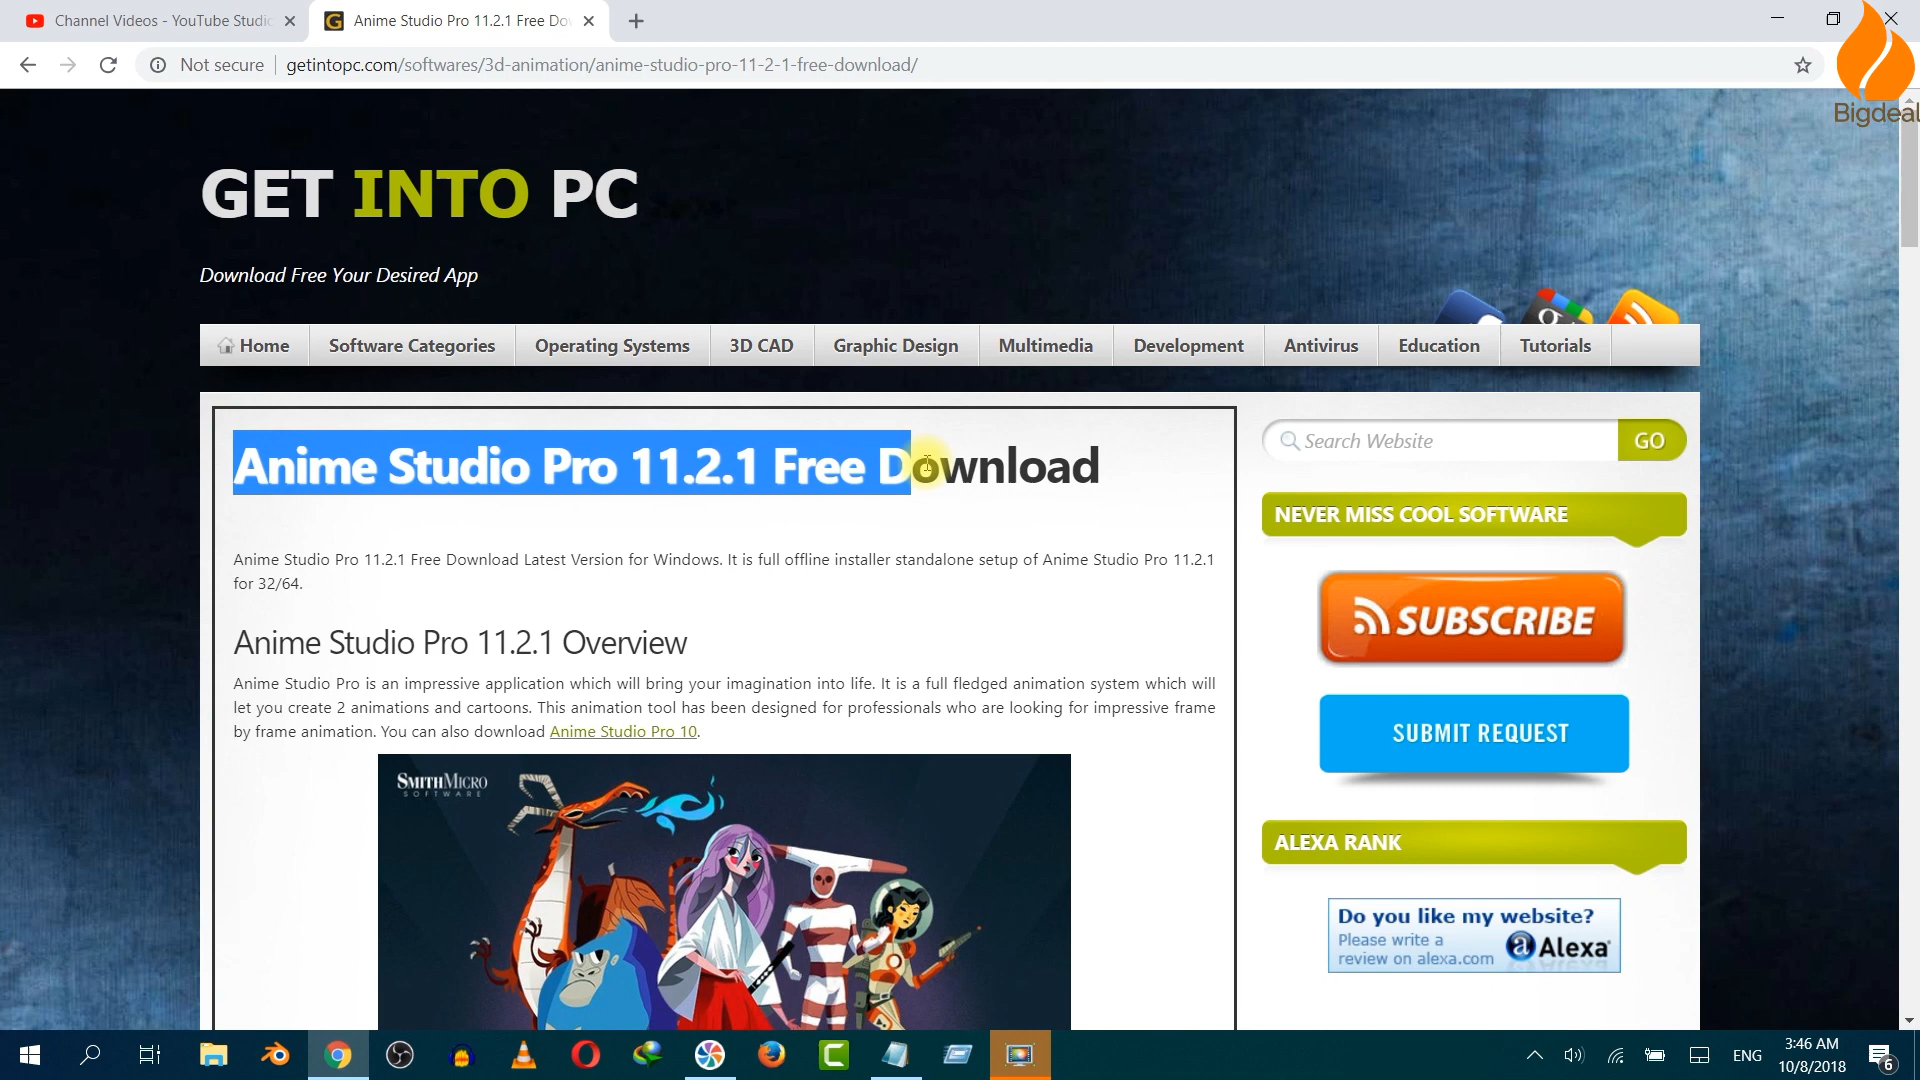 Channel Videos - YouTube Studio
Anime Studio Pro 11.2.1 Free Do
Not secure
getintopc.com/softwares/3d-animation/anime-studio-pro-11-2-1-free-download/
Bigdeal
GET INTO PC
Download Free Your Desired App
Home
Software Categories
Operating Systems
3D CAD
Graphic Design
Multimedia
Development
Antivirus
Education
Tutorials
Anime Studio Pro 11.2.1 Free Download
Search Website
GO
NEVER MISS COOL SOFTWARE
Anime Studio Pro 11.2.1 Free Download Latest Version for Windows. It is full offline installer standalone setup of Anime Studio Pro 11.2.1
for 32/64.
SUBSCRIBE
Anime Studio Pro 11.2.1 Overview
Anime Studio Pro is an impressive application which will bring your imagination into life. It is a full fledged animation system which will
let you create 2 animations and cartoons. This animation tool has been designed for professionals who are looking for impressive frame
by frame animation. You can also download Anime Studio Pro 10.
SUBMIT REQUEST
SMITHMICRO
SOFTWARE
ALEXA RANK
Do you like my website?
Please write a
review on alexa.com
a Alexa
ENG
3:46 AM
10/8/2018
6